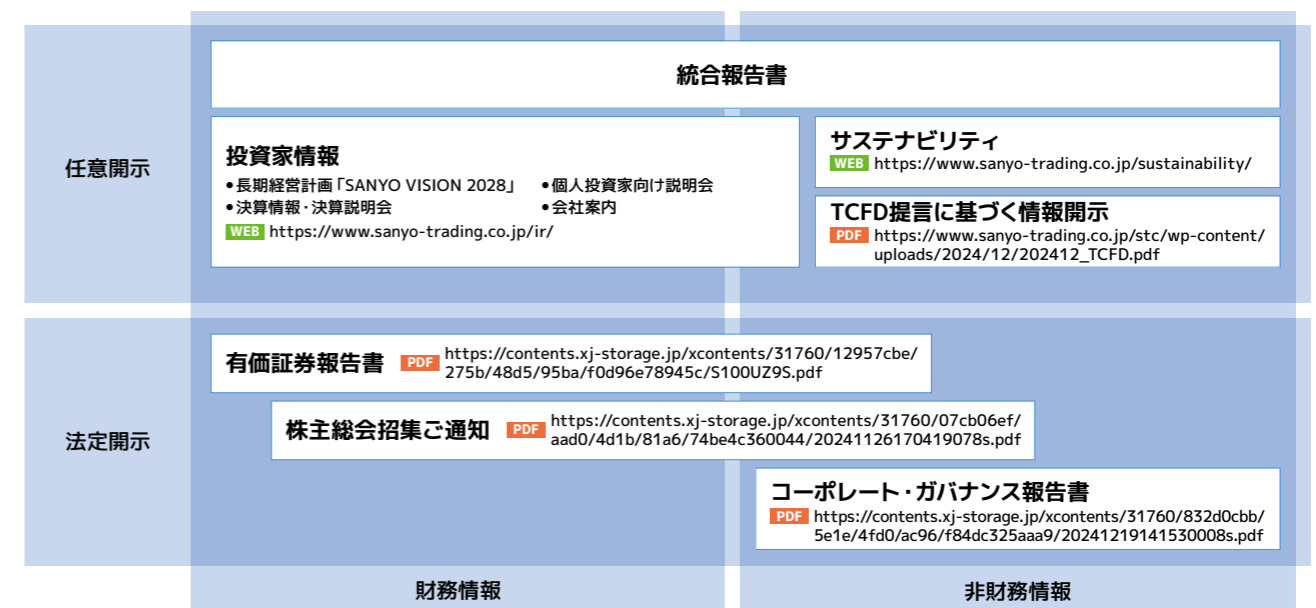 統合報告書
任意開示
投資家情報
•長期経営計画「SANYO VISION 2028」 •個人投資家向け説明会
•決算情報・決算説明会 •会社案内
WEB https://www.sanyo-trading.co.jp/ir/
サステナビリティ
WEB https://www.sanyo-trading.co.jp/sustainability/
TCFD提言に基づく情報開示
PDF https://www.sanyo-trading.co.jp/stc/wp-content/
uploads/2024/12/202412_TCFD.pdf
法定開示
有価証券報告書 PDF https://contents.xj-storage.jp/xcontents/31760/12957cbe/
275b/48d5/95ba/f0d96e78945c/S100UZ9S.pdf
株主総会招集ご通知 PDF https://contents.xj-storage.jp/xcontents/31760/07cb06ef/
aad0/4d1b/81a6/74be4c360044/20241126170419078s.pdf
コーポレート・ガバナンス報告書
PDF https://contents.xj-storage.jp/xcontents/31760/832d0cbb/
5e1e/4fd0/ac96/f84dc325aaa9/20241219141530008s.pdf
財務情報
非財務情報